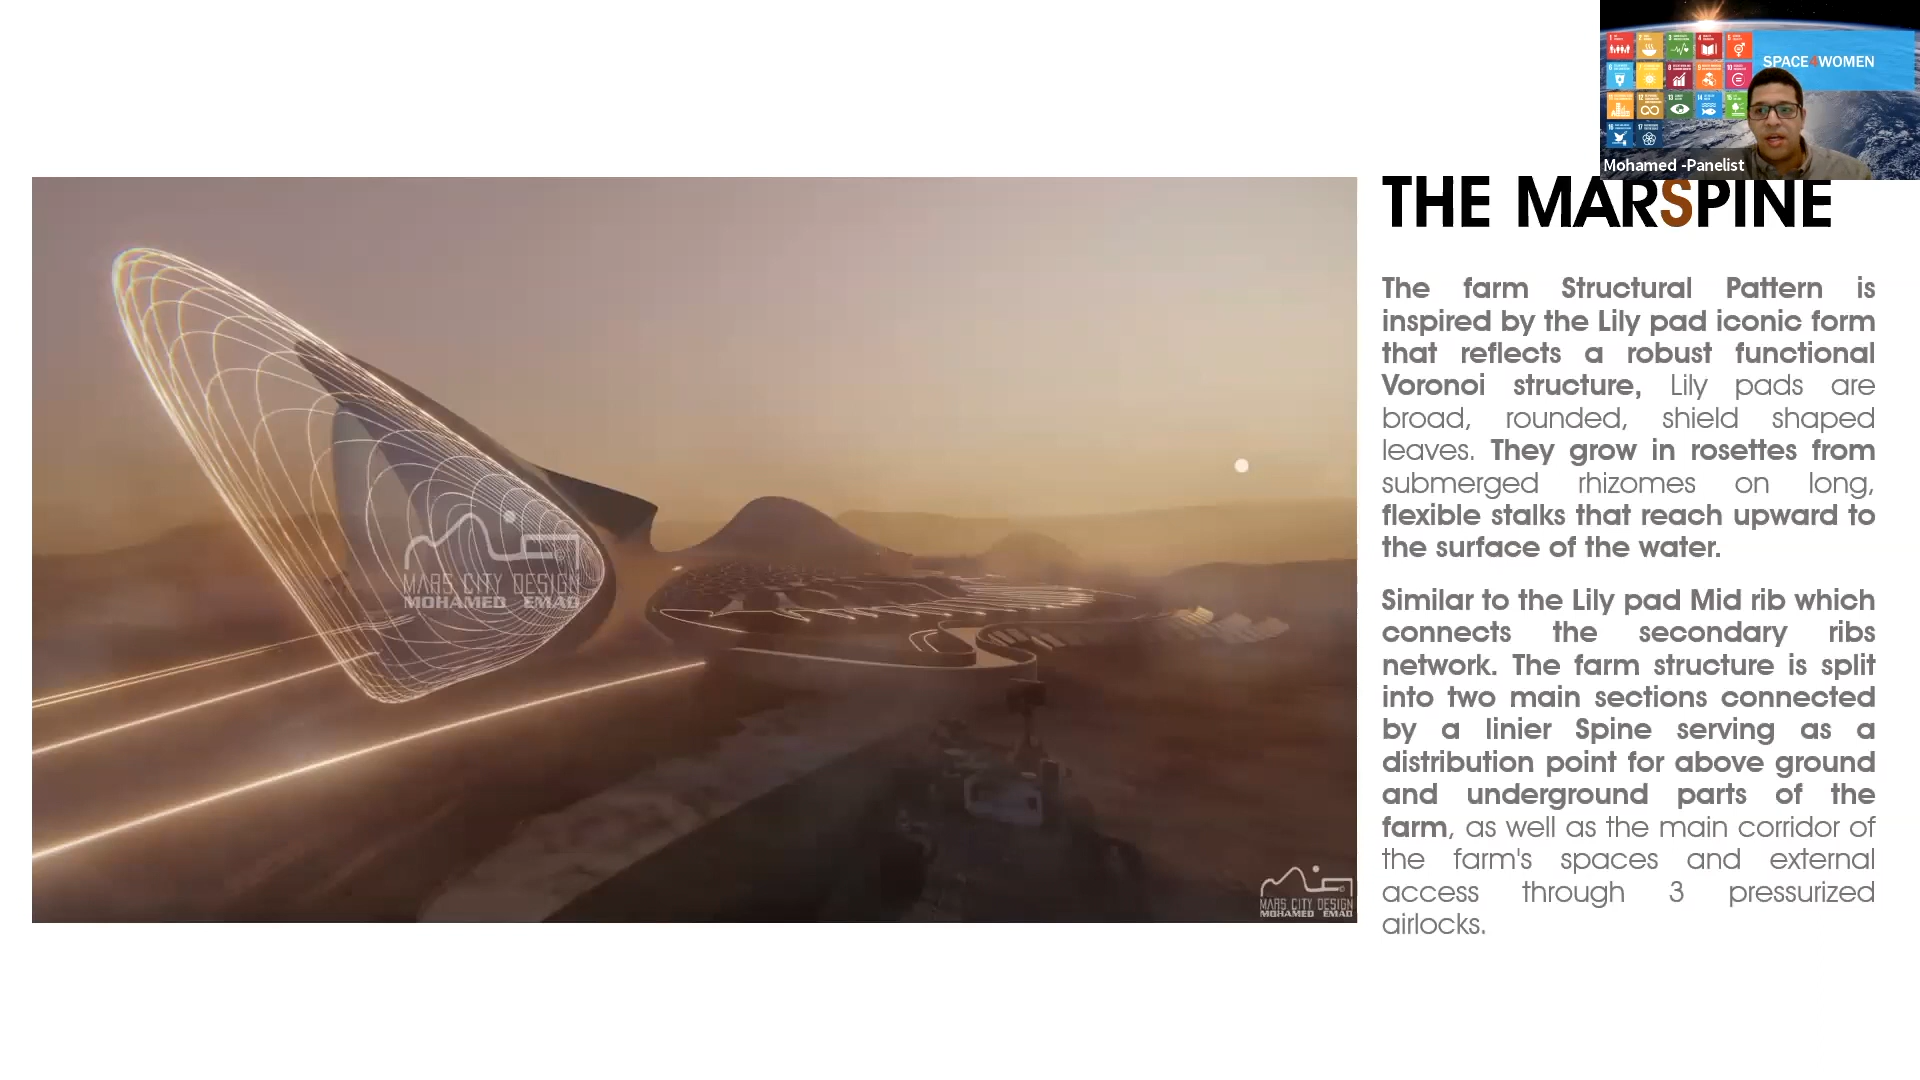 SPACE4WOMEN
Mohamed -Panelist
THE MARSPINE
The farm Structural Pattern is
inspired by the Lily pad iconic form
that reflects a robust functional
Voronoi structure, Lily pads are
broad, rounded, shield shaped
leaves. They grow in rosettes from
submerged rhizomes on long,
flexible stalks that reach upward to
the surface of the water.
Similar to the Lily pad Mid rib which
connects the secondary ribs
network. The farm structure is split
into two main sections connected
by a linier Spine serving as a
distribution point for above ground
and underground parts of the
farm, as well as the main corridor of
the farm's spaces and external
access through 3 pressurized
airlocks.
MARS CITY DESIGN
MOHAMED EMAD
MARS CITY DESIGN
MOHAMED EMAD